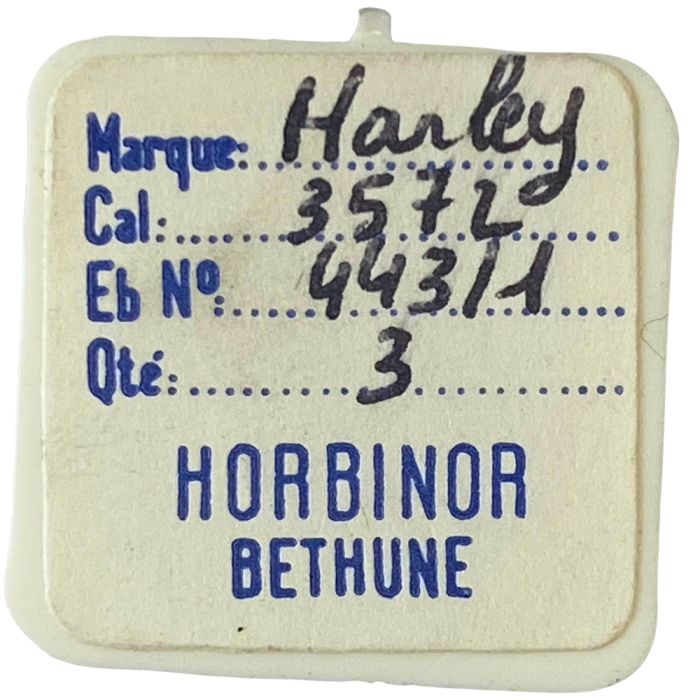 Marque: Harley
Cal: 3572
Eb Nº: 443/1
Qté: 3
HORBINOR
BETHUNE